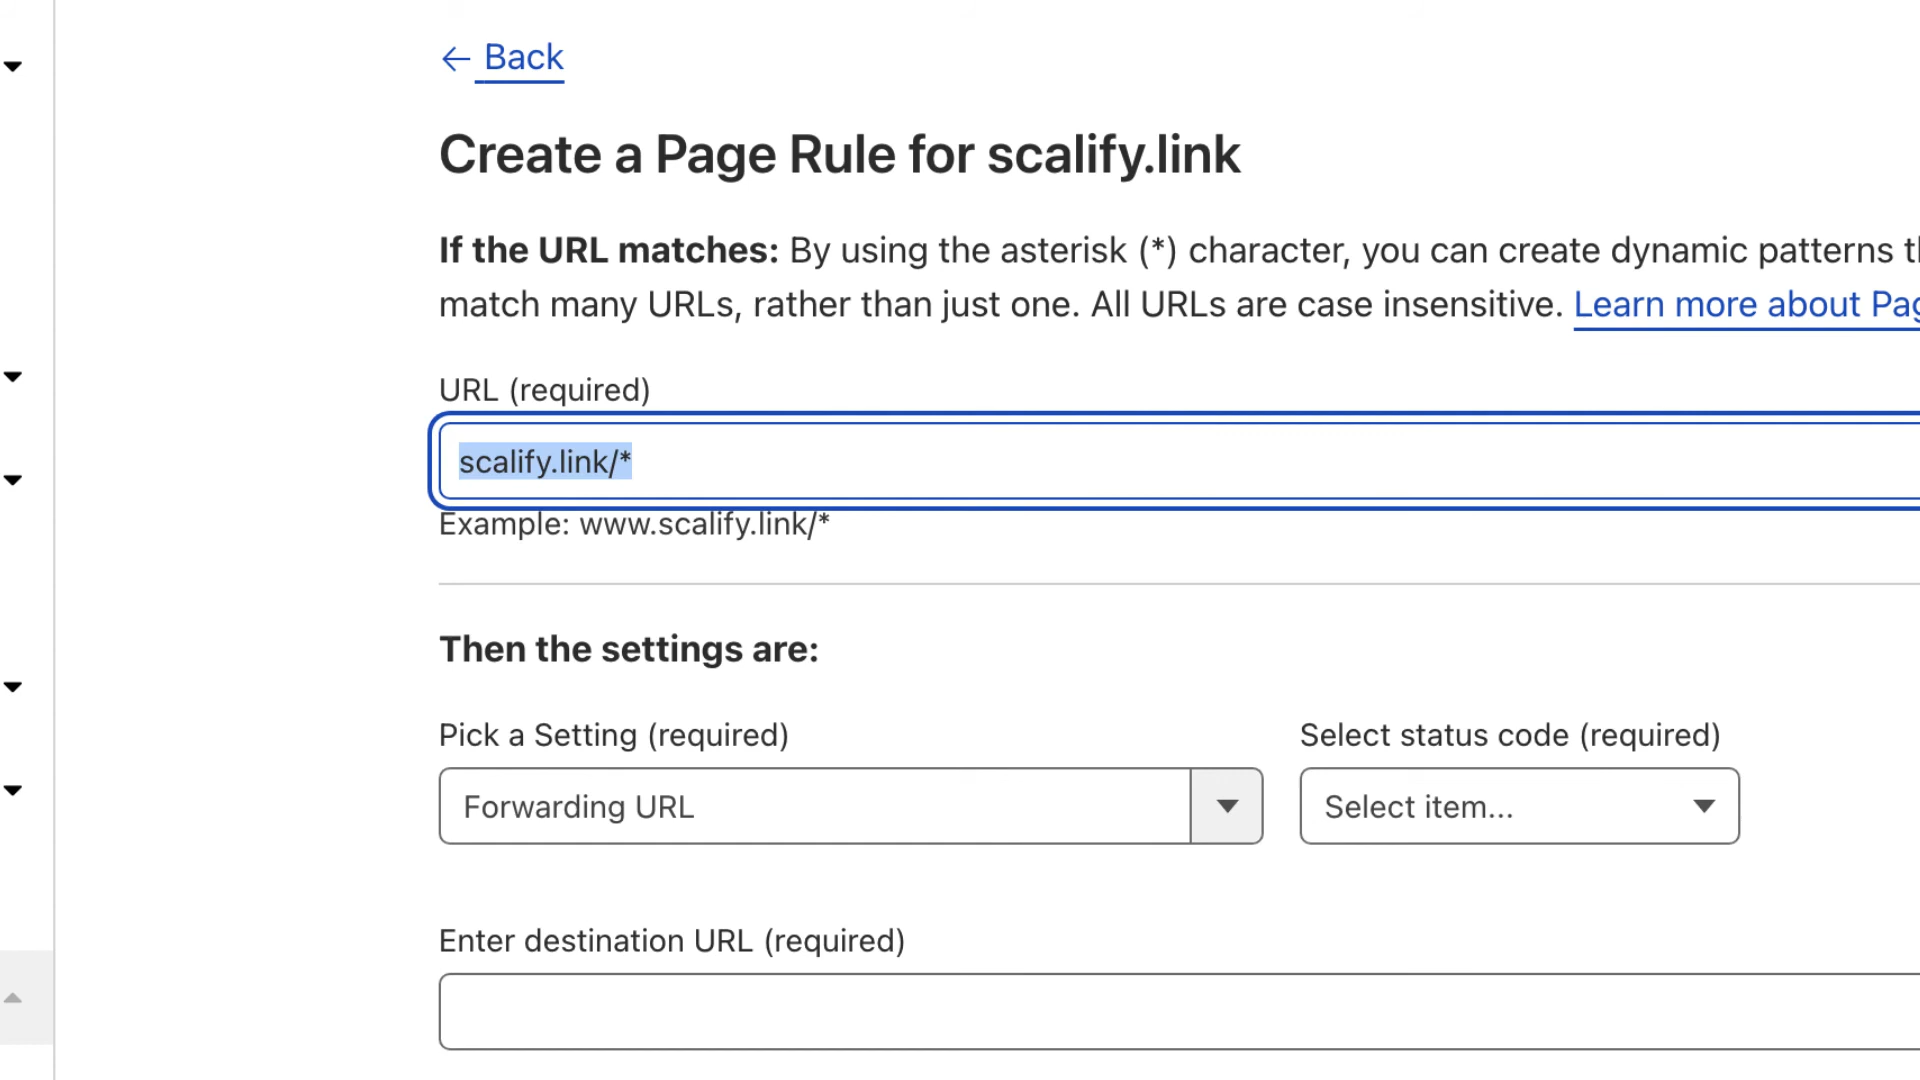 ← Back
Create a Page Rule for scalify.link
If the URL matches: By using the asterisk (*) character, you can create dynamic patterns
match many URLs, rather than just one. All URLs are case insensitive. Learn more about
URL (required)
scalify.link/*
Example: www.scalify.link/*
Then the settings are:
Pick a Setting (required)
Select status code (required)
Forwarding URL
Select item...
Enter destination URL (required)